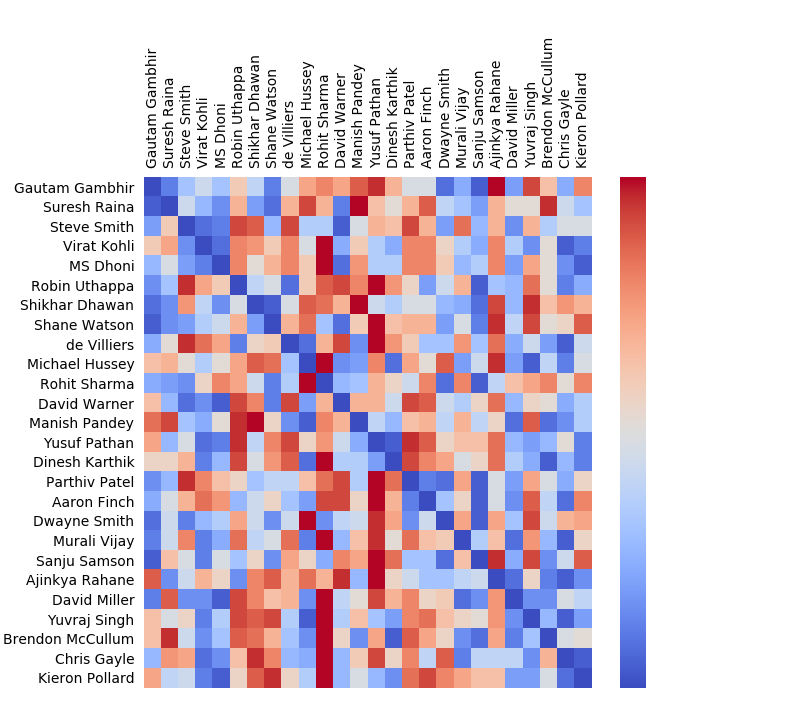 Gautam Gambhir
Suresh Raina
Steve Smith
Virat Kohli
MS Dhoni
Robin Uthappa
Shikhar Dhawan
Shane Watson
de Villiers
Michael Hussey
Rohit Sharma
David Warner
Manish Pandey
Yusuf Pathan
Dinesh Karthik
Parthiv Patel
Aaron Finch
Dwayne Smith
Murali Vijay
Sanju Samson
Ajinkya Rahane
David Miller
Yuvraj Singh
Brendon McCullum
Chris Gayle
Kieron Pollard
Gautam Gambhir
Suresh Raina
Steve Smith
Virat Kohli
MS Dhoni
Robin Uthappa
Shikhar Dhawan
Shane Watson
de Villiers
Michael Hussey
Rohit Sharma
David Warner
Manish Pandey
Yusuf Pathan
Dinesh Karthik
Parthiv Patel
Aaron Finch
Dwayne Smith
Murali Vijay
Sanju Samson
Ajinkya Rahane
David Miller
Yuvraj Singh
Brendon McCullum
Chris Gayle
Kieron Pollard